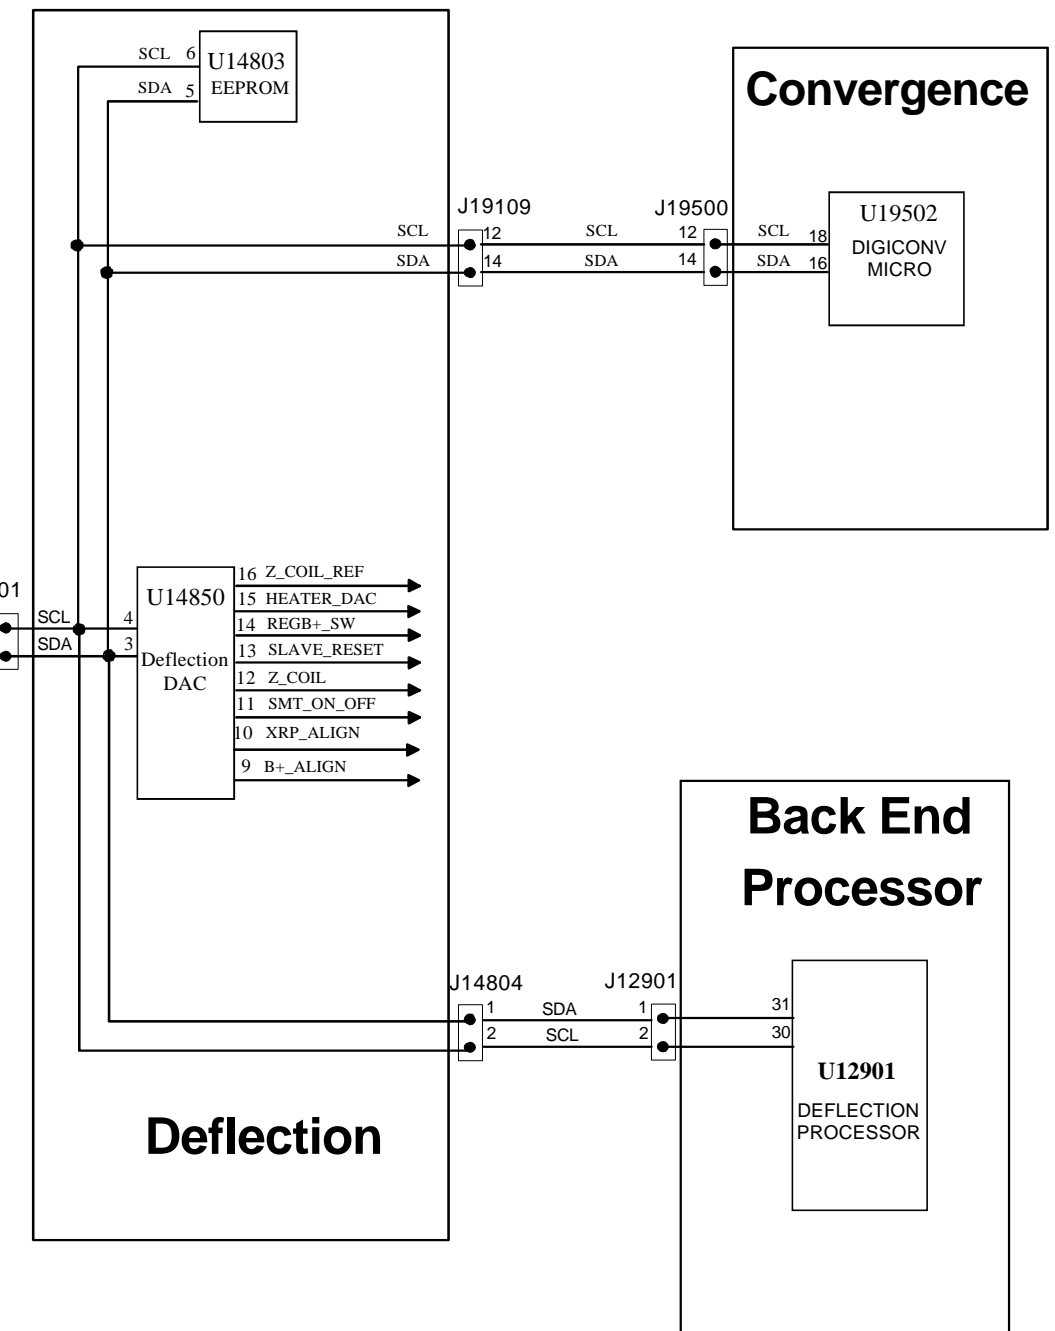 SCL 6
U14803
EEPROM
SDA 5
Convergence
J19109
J19500
SCL 12 SCL 12 SCL 18
SDA 14 SDA 14 SDA 16
U19502
DIGICONV
MICRO
01
SCL 4
SDA 3
U14850
Deflection
DAC
16 Z_COIL_REF
15 HEATER_DAC
14 REGB+_SW
13 SLAVE_RESET
12 Z_COIL
11 SMT_ON_OFF
10 XRP_ALIGN
9 B+_ALIGN
Back End
Processor
J14804
J12901
1 SDA 1 31
2 SCL 2 30
U12901
DEFLECTION
PROCESSOR
Deflection